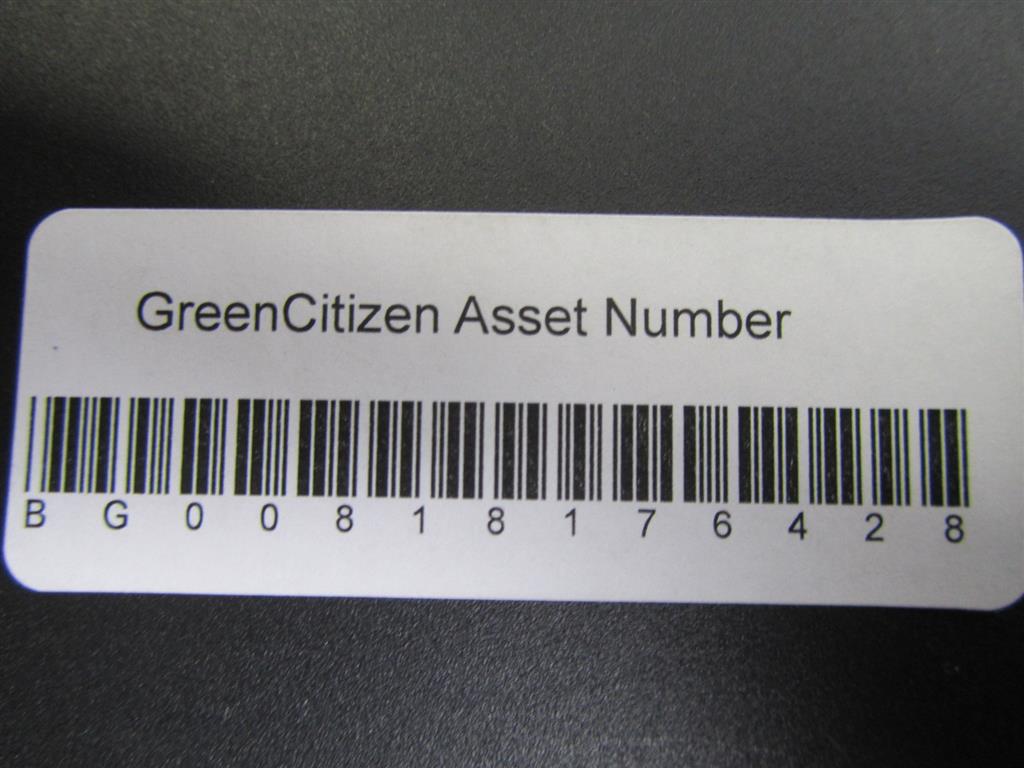 GreenCitizen Asset Number
B G 0 0 8 1 8 1 7 6 4 2 8